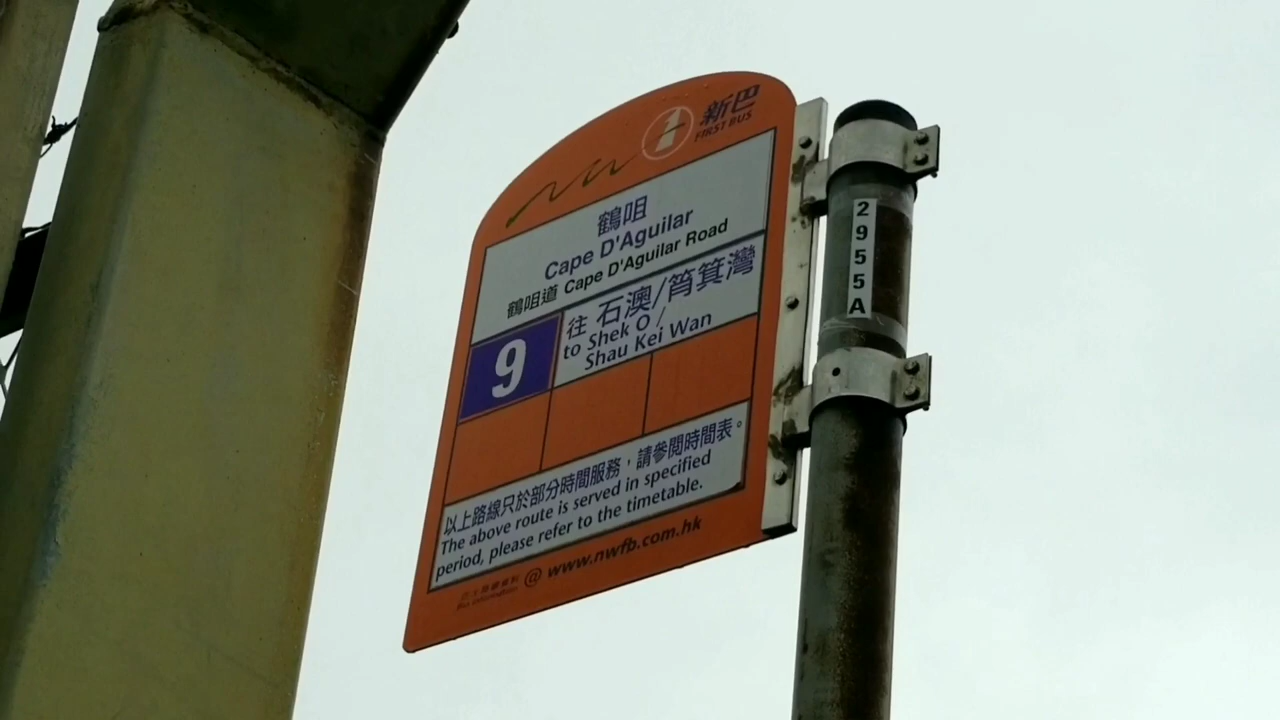 新巴
FIRST BUS
鶴咀
Cape D'Aguilar
鶴咀道 Cape D'Aguilar Road
9
往 石澳/筲箕灣
to Shek O /
Shau Kei Wan
以上路線只於部分時間服務，請參閱時間表。
The above route is served in specified
period, please refer to the timetable.
Bus Information @ www.nwfb.com.hk
2955A